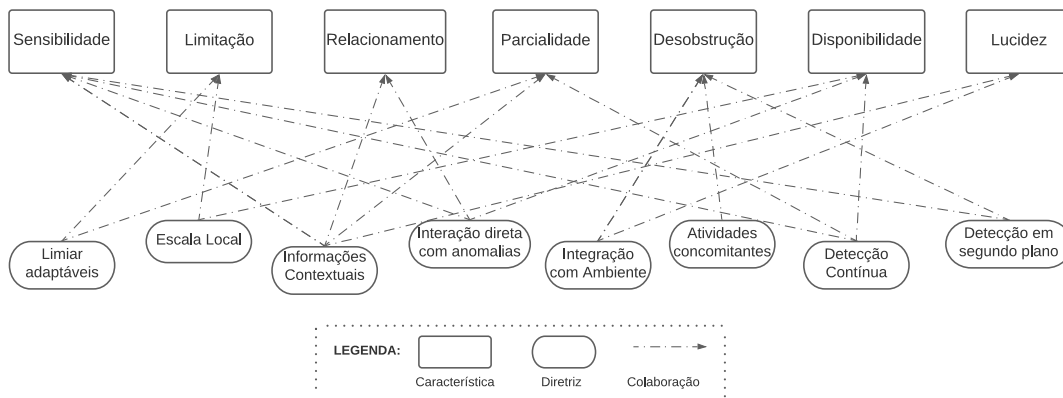 Sensibilidade
Limitação
Relacionamento
Parcialidade
Desobstrução
Disponibilidade
Lucidez
Limiar
adaptáveis
Escala Local
Informações
Contextuais
Interação direta
com anomalias
Integração
com Ambiente
Atividades
concomitantes
Detecção
Contínua
Detecção em
segundo plano
LEGENDA:
Característica
Diretriz
Colaboração